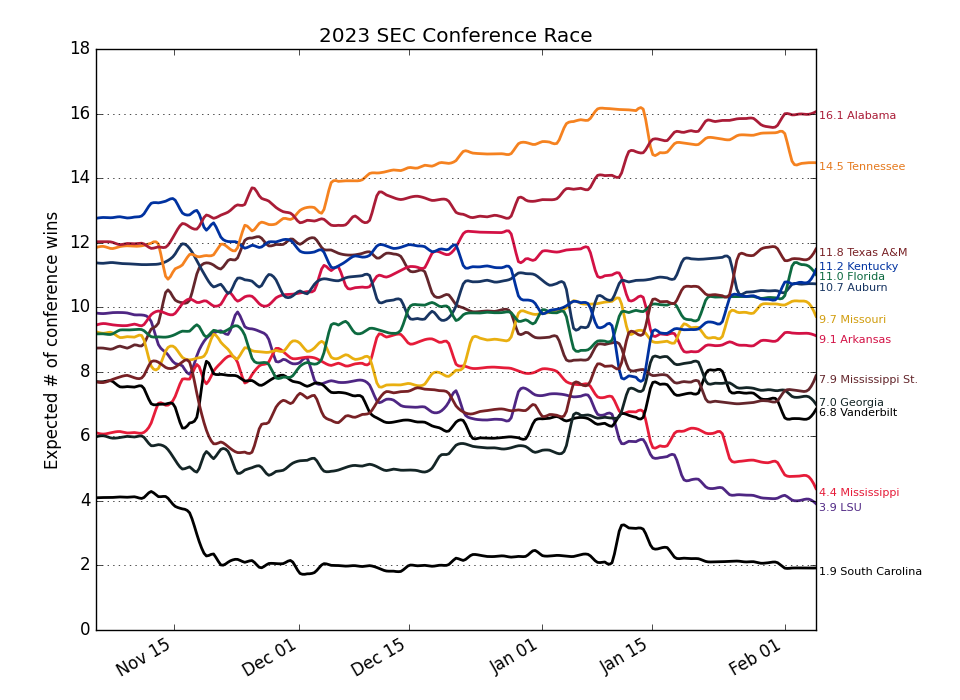 2023 SEC Conference Race
Expected # of conference wins
18
16
14
12
10
8
6
4
2
0
16.1 Alabama
14.5 Tennessee
11.8 Texas A&M
11.2 Kentucky
11.0 Florida
10.7 Auburn
9.7 Missouri
9.1 Arkansas
7.9 Mississippi St.
7.0 Georgia
6.8 Vanderbilt
4.4 Mississippi
3.9 LSU
1.9 South Carolina
Nov 15
Dec 01
Dec 15
Jan 01
Jan 15
Feb 01